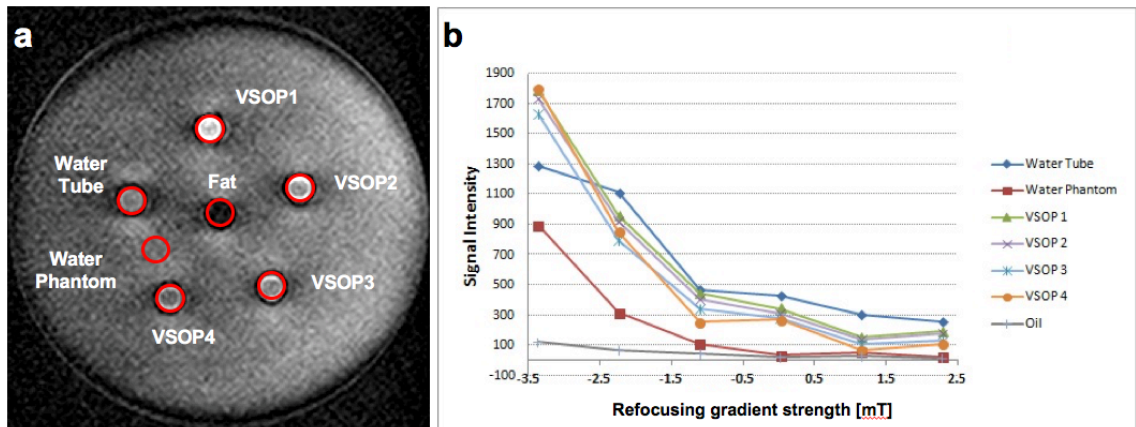 a
VSOP1
Water
Tube
Fat
VSOP2
Water
Phantom
VSOP3
VSOP4
b
Signal Intensity
1900
1700
1500
1300
1100
900
700
500
300
100
-100
-3.5
-2.5
-1.5
-0.5
0.5
1.5
2.5
Refocusing gradient strength [mT]
Water Tube
Water Phantom
VSOP 1
VSOP 2
VSOP 3
VSOP 4
Oil